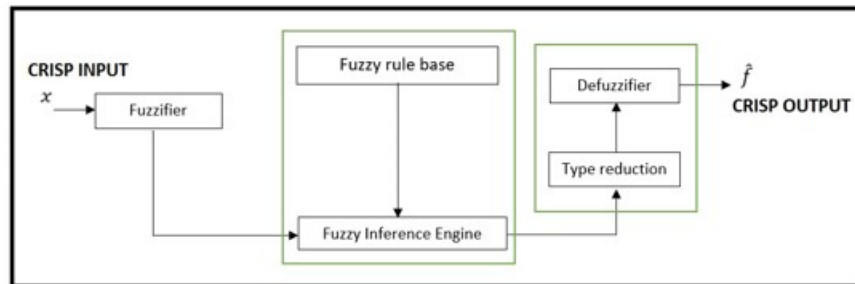 CRISP INPUT
x
Fuzzifier
Fuzzy rule base
Fuzzy Inference Engine
Type reduction
Defuzzifier
f̂
CRISP OUTPUT